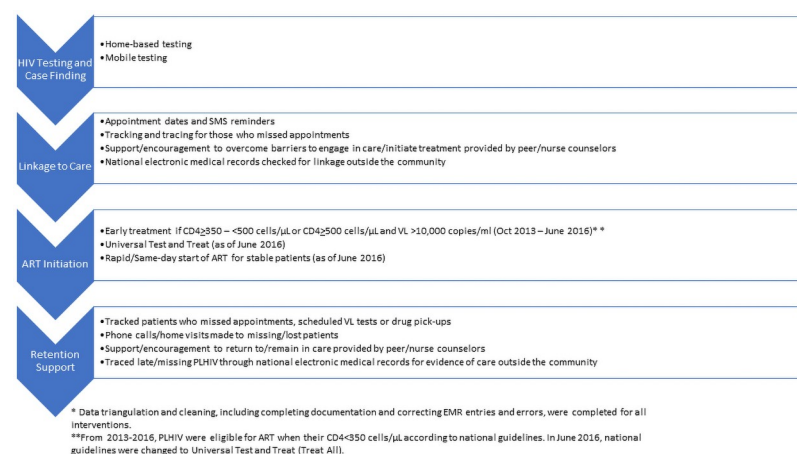 HIV Testing and
Case Finding
•Home-based testing
•Mobile testing
Linkage to Care
•Appointment dates and SMS reminders
•Tracking and tracing for those who missed appointments
•Support/encouragement to overcome barriers to engage in care/initiate treatment provided by peer/nurse counselors
•National electronic medical records checked for linkage outside the community
ART Initiation
•Early treatment if CD4≥350 – <500 cells/µL or CD4≥500 cells/µL and VL >10,000 copies/ml (Oct 2013 – June 2016)* *
•Universal Test and Treat (as of June 2016)
•Rapid/Same-day start of ART for stable patients (as of June 2016)
Retention
Support
•Tracked patients who missed appointments, scheduled VL tests or drug pick-ups
•Phone calls/home visits made to missing/lost patients
•Support/encouragement to return to/remain in care provided by peer/nurse counselors
•Traced late/missing PLHIV through national electronic medical records for evidence of care outside the community
* Data triangulation and cleaning, including completing documentation and correcting EMR entries and errors, were completed for all
interventions.
**From 2013-2016, PLHIV were eligible for ART when their CD4<350 cells/µL according to national guidelines. In June 2016, national
guidelines were changed to Universal Test and Treat (Treat All).